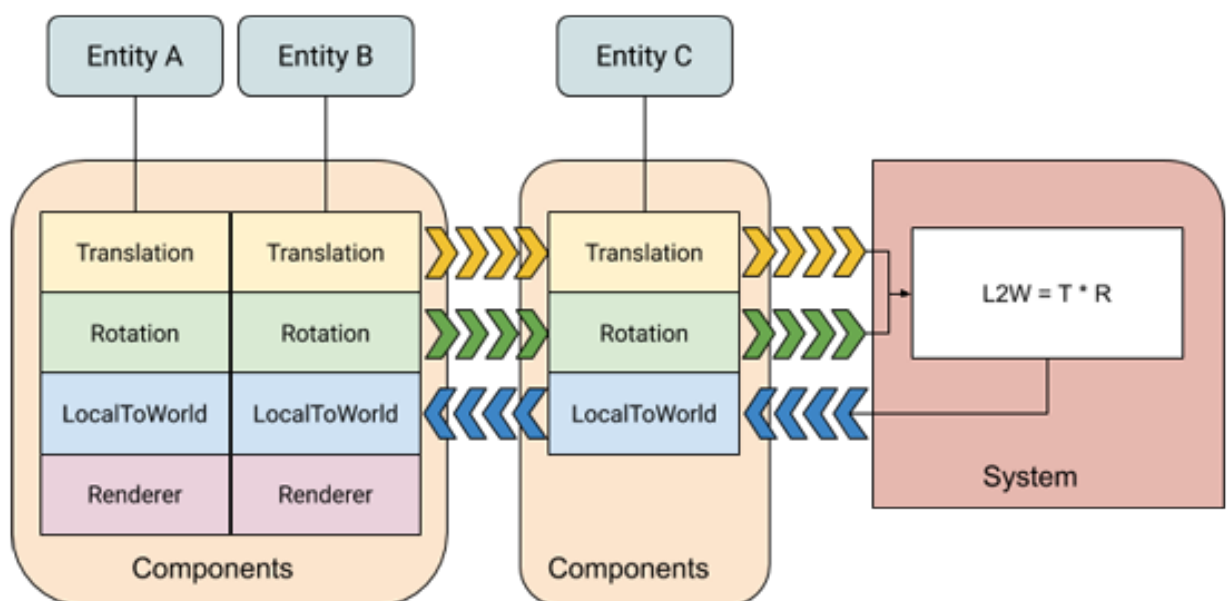 Entity A
Entity B
Entity C
Translation
Translation
Translation
Rotation
Rotation
Rotation
L2W = T * R
LocalToWorld
LocalToWorld
LocalToWorld
Renderer
Renderer
System
Components
Components